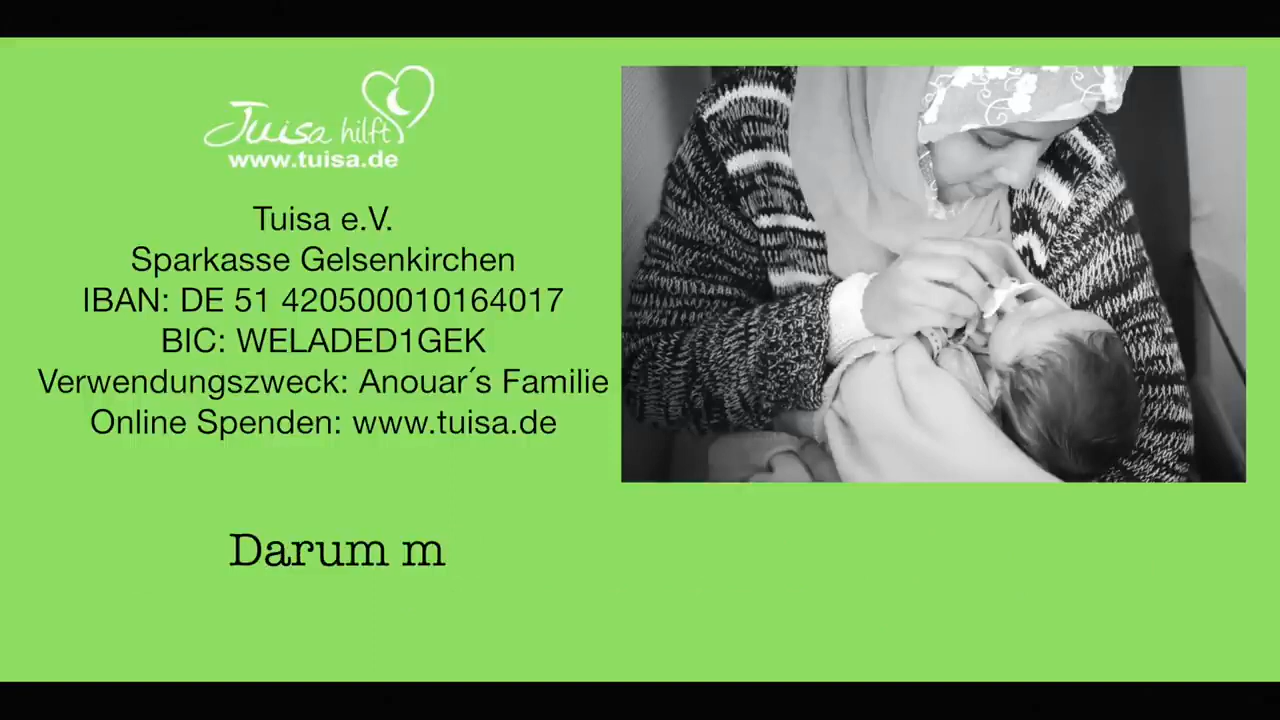 Tuisa hilft
www.tuisa.de
Tuisa e.V.
Sparkasse Gelsenkirchen
IBAN: DE 51 420500010164017
BIC: WELADED1GEK
Verwendungszweck: Anouar´s Familie
Online Spenden: www.tuisa.de
Darum m